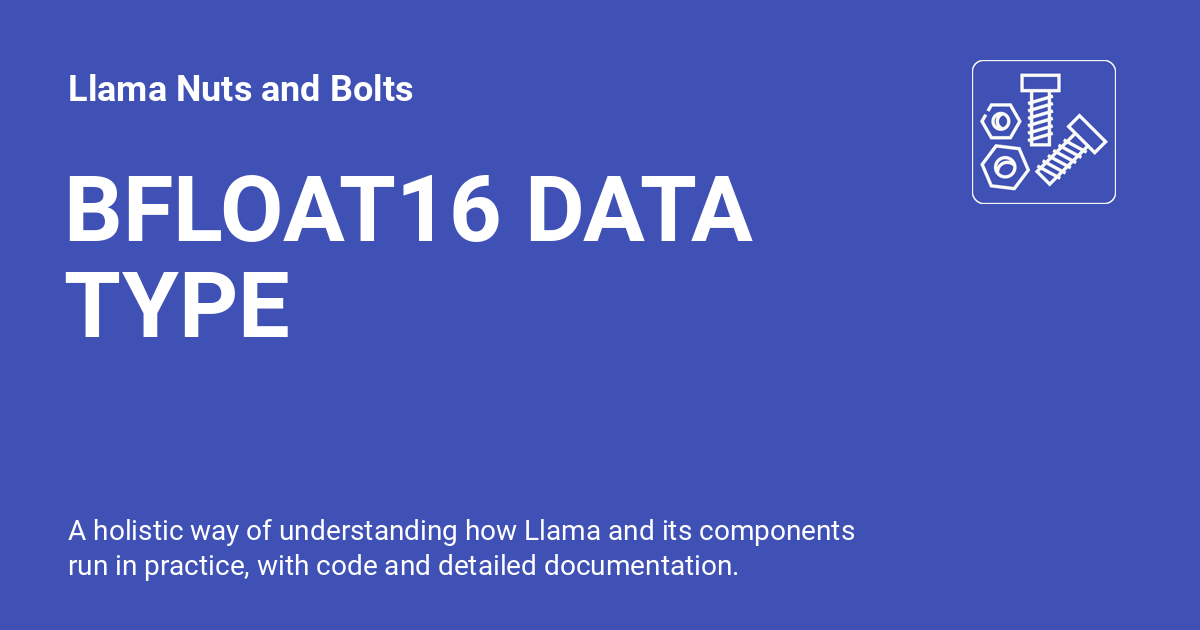 Llama Nuts and Bolts
BFLOAT16 DATA
TYPE
A holistic way of understanding how Llama and its components
run in practice, with code and detailed documentation.